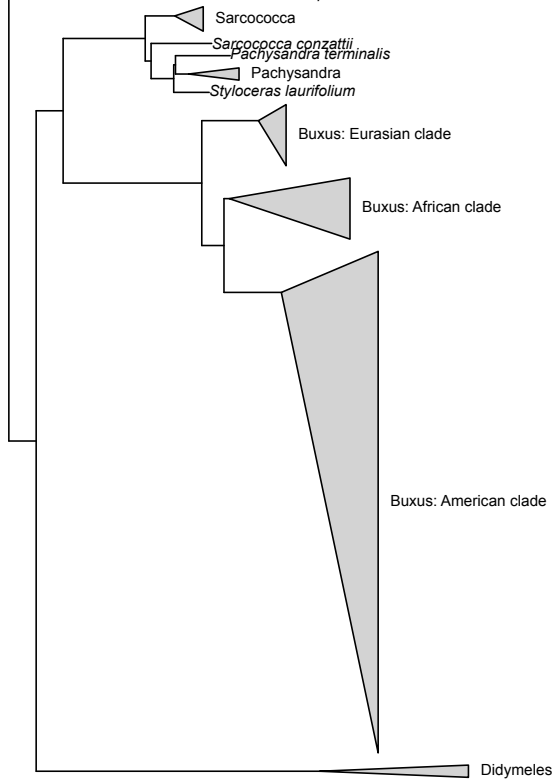 Sarcococca
Sarcococca conzattii
Pachysandra terminalis
Pachysandra
Styloceras laurifolium
Buxus: Eurasian clade
Buxus: African clade
Buxus: American clade
Didymeles